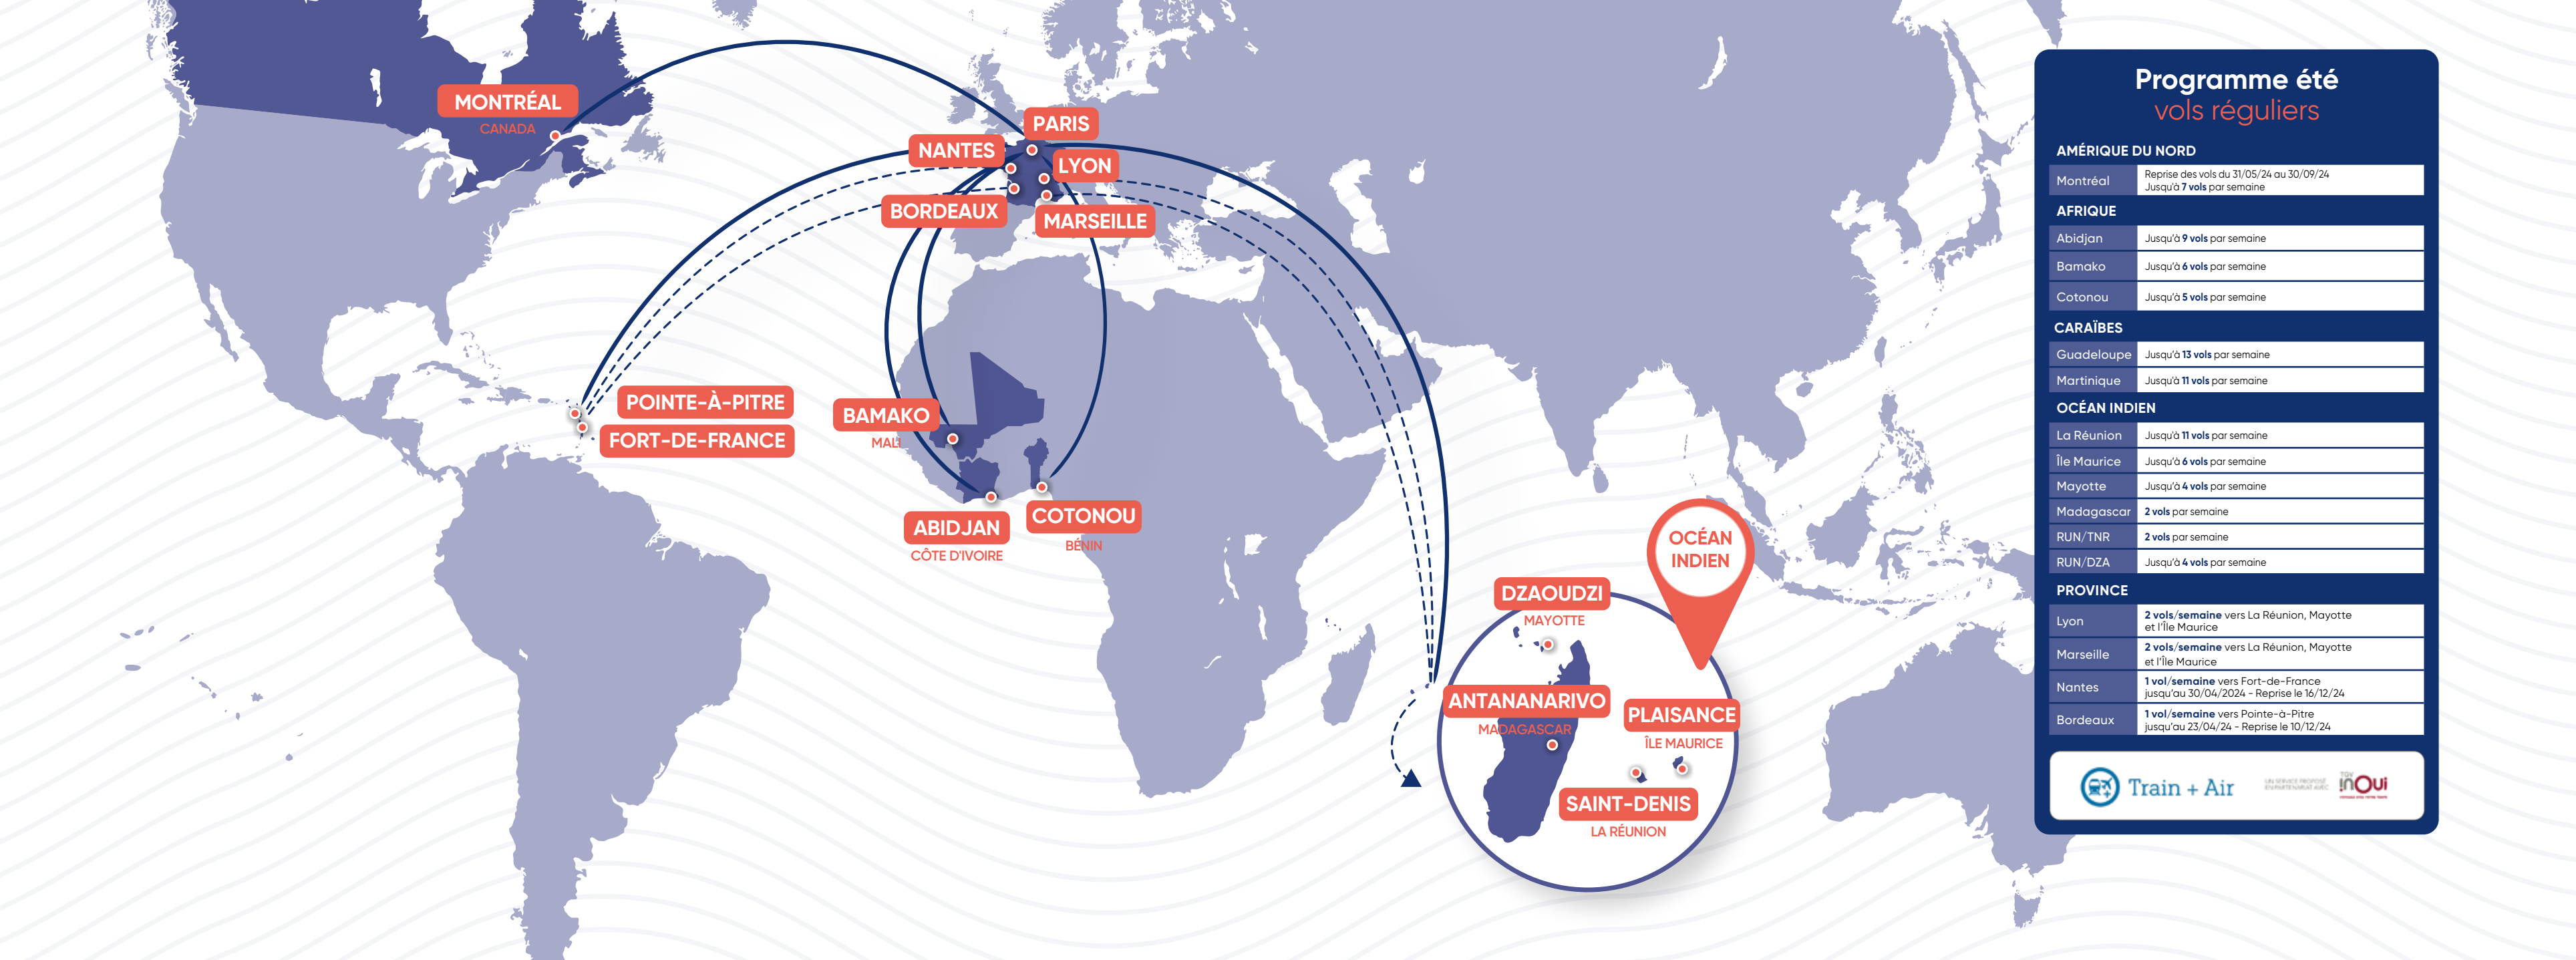 MONTRÉAL
CANADA
PARIS
NANTES
LYON
BORDEAUX
MARSEILLE
POINTE-À-PITRE
FORT-DE-FRANCE
BAMAKO
MALI
ABIDJAN
CÔTE D'IVOIRE
COTONOU
BÉNIN
OCÉAN
INDIEN
DZAOUDZI
MAYOTTE
ANTANANARIVO
MADAGASCAR
PLAISANCE
ÎLE MAURICE
SAINT-DENIS
LA RÉUNION
Programme été
vols réguliers
AMÉRIQUE DU NORD
Montréal
Reprise des vols du 31/05/24 au 30/09/24
Jusqu'à 7 vols par semaine
AFRIQUE
Abidjan Jusqu'à 9 vols par semaine
Bamako Jusqu'à 6 vols par semaine
Cotonou Jusqu'à 5 vols par semaine
CARAÏBES
Guadeloupe Jusqu'à 13 vols par semaine
Martinique Jusqu'à 11 vols par semaine
OCÉAN INDIEN
La Réunion Jusqu'à 11 vols par semaine
Île Maurice Jusqu'à 6 vols par semaine
Mayotte Jusqu'à 4 vols par semaine
Madagascar 2 vols par semaine
RUN/TNR 2 vols par semaine
RUN/DZA Jusqu'à 4 vols par semaine
PROVINCE
Lyon
2 vols/semaine vers La Réunion, Mayotte
et l'Île Maurice
Marseille
2 vols/semaine vers La Réunion, Mayotte
et l'Île Maurice
Nantes
1 vol/semaine vers Fort-de-France
jusqu'au 30/04/2024 - Reprise le 16/12/24
Bordeaux
1 vol/semaine vers Pointe-à-Pitre
jusqu'au 23/04/24 - Reprise le 10/12/24
Train + Air
UN SERVICE PROPOSÉ
EN PARTENARIAT AVEC
TGV
inOui